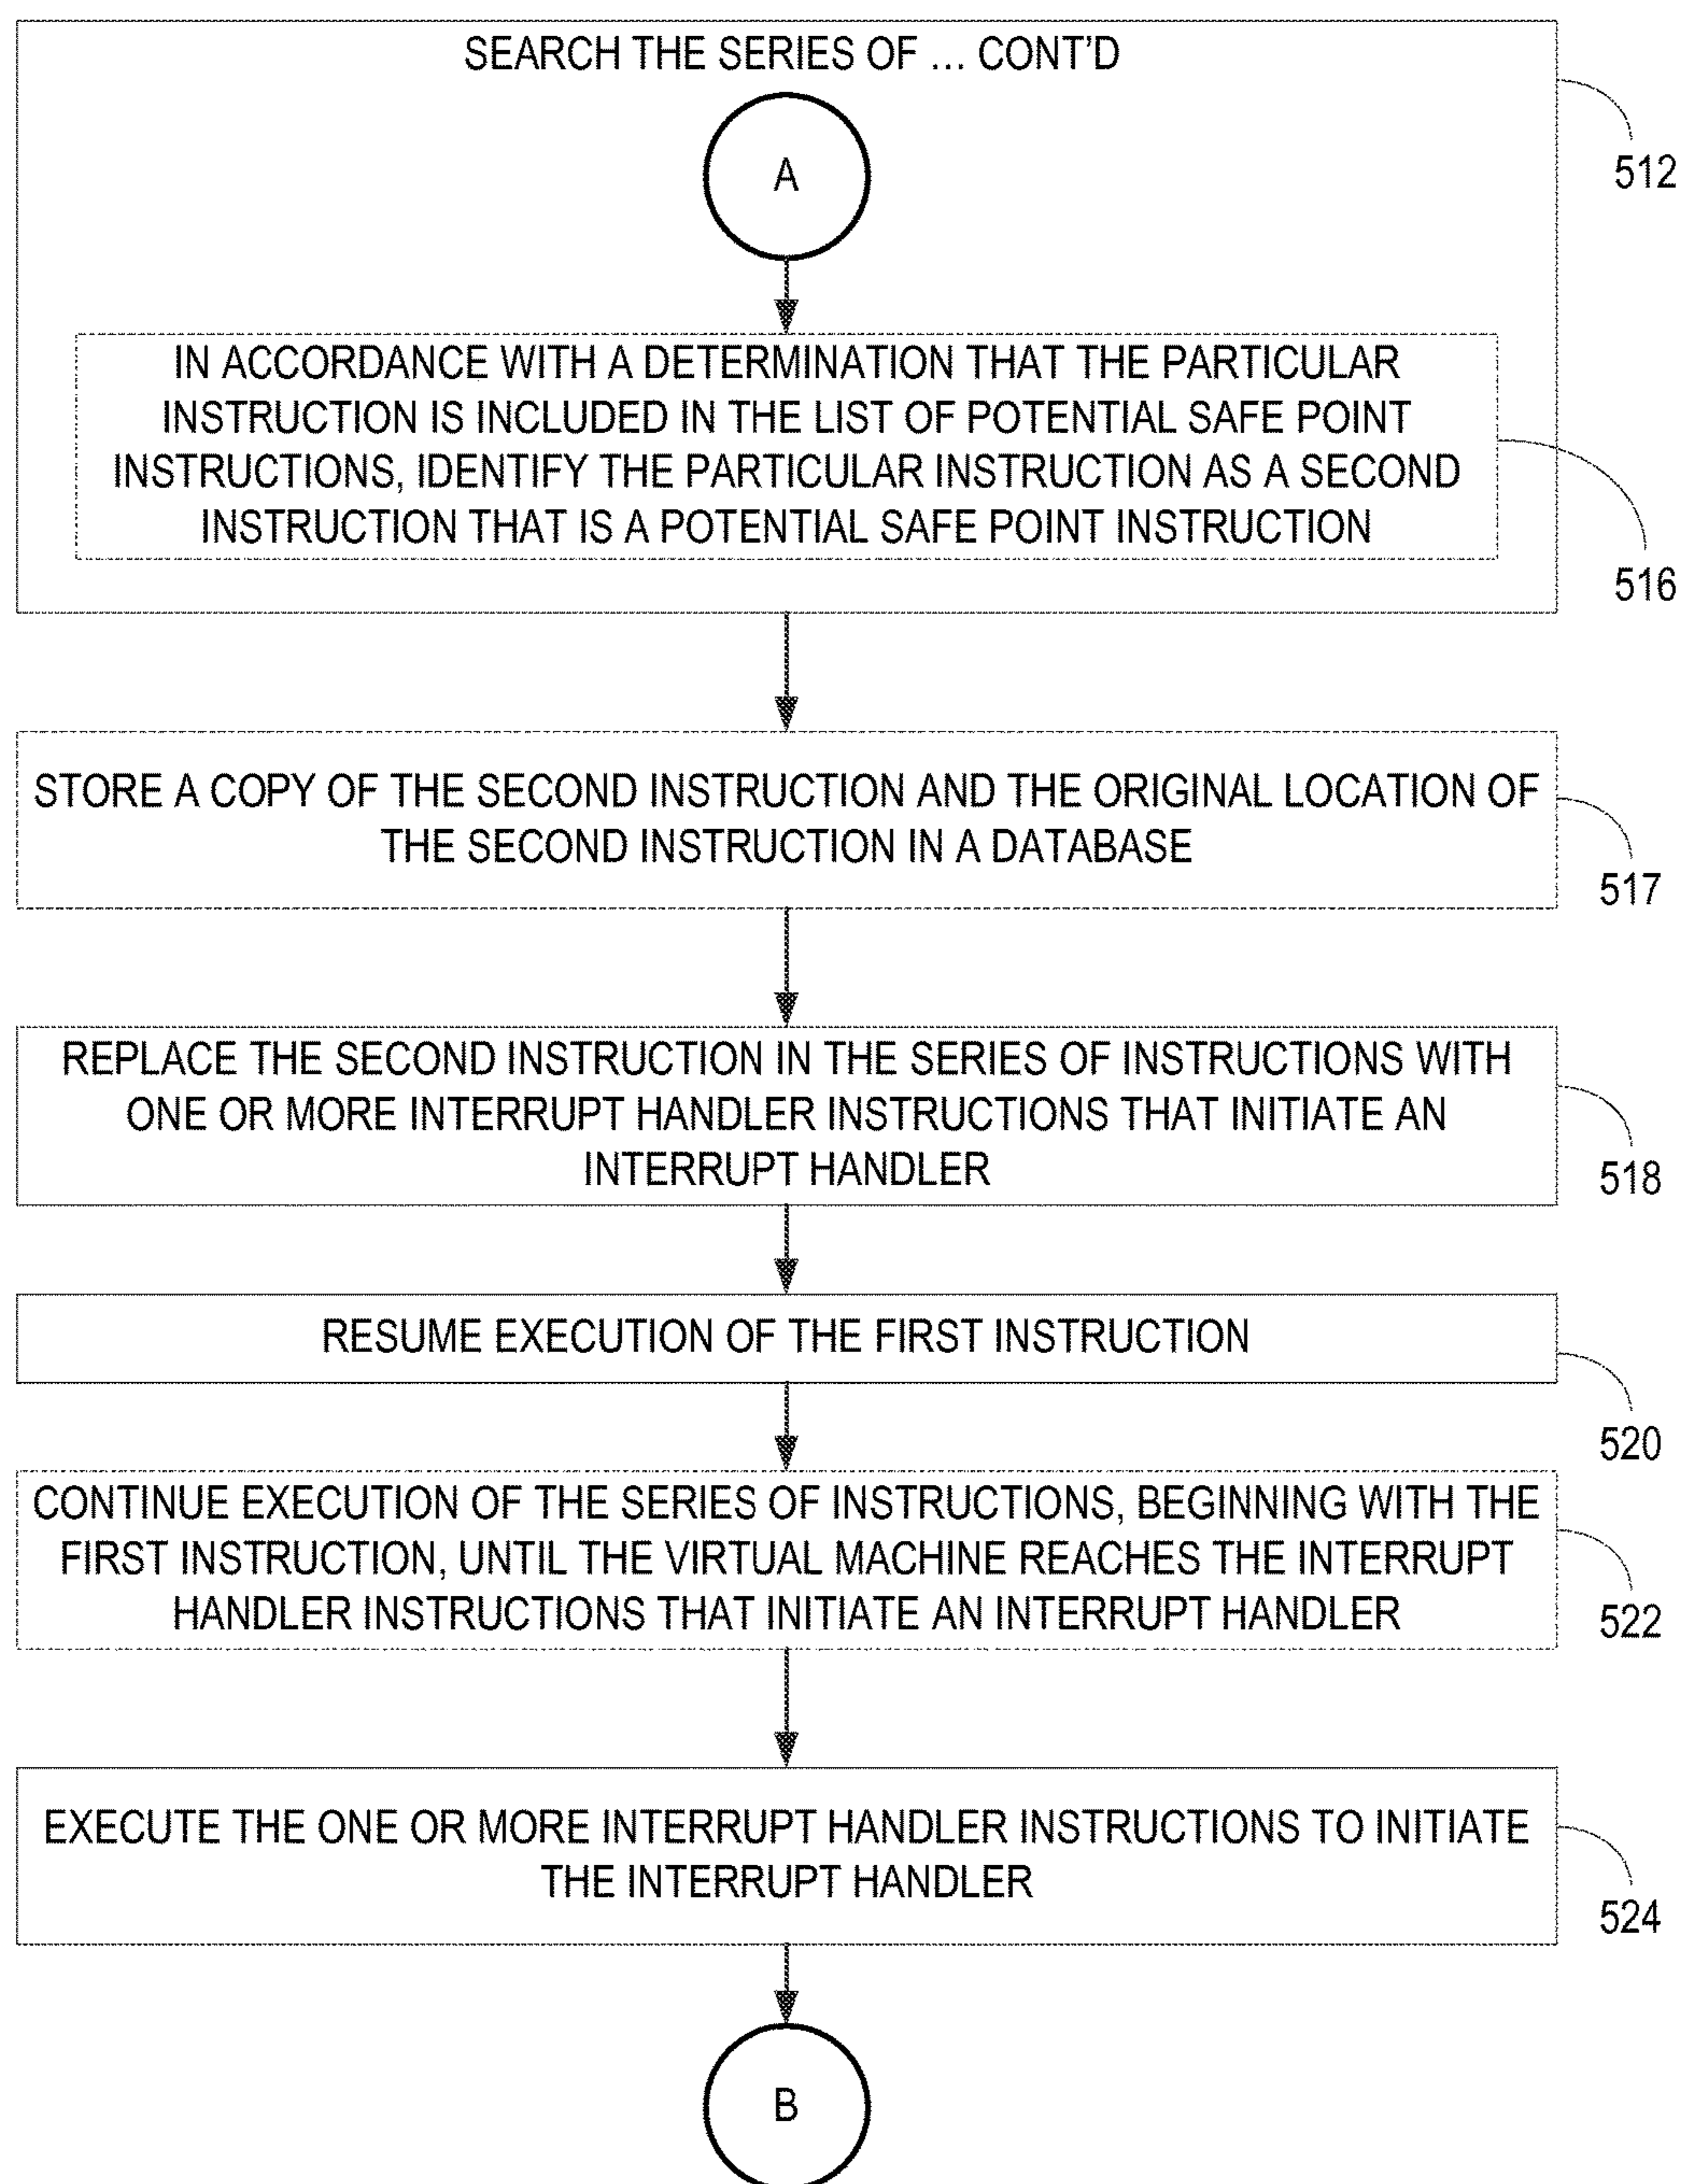 SEARCH THE SERIES OF ... CONT'D
A
512
IN ACCORDANCE WITH A DETERMINATION THAT THE PARTICULAR
INSTRUCTION IS INCLUDED IN THE LIST OF POTENTIAL SAFE POINT
INSTRUCTIONS, IDENTIFY THE PARTICULAR INSTRUCTION AS A SECOND
INSTRUCTION THAT IS A POTENTIAL SAFE POINT INSTRUCTION
516
STORE A COPY OF THE SECOND INSTRUCTION AND THE ORIGINAL LOCATION OF
THE SECOND INSTRUCTION IN A DATABASE
517
REPLACE THE SECOND INSTRUCTION IN THE SERIES OF INSTRUCTIONS WITH
ONE OR MORE INTERRUPT HANDLER INSTRUCTIONS THAT INITIATE AN
INTERRUPT HANDLER
518
RESUME EXECUTION OF THE FIRST INSTRUCTION
520
CONTINUE EXECUTION OF THE SERIES OF INSTRUCTIONS, BEGINNING WITH THE
FIRST INSTRUCTION, UNTIL THE VIRTUAL MACHINE REACHES THE INTERRUPT
HANDLER INSTRUCTIONS THAT INITIATE AN INTERRUPT HANDLER
522
EXECUTE THE ONE OR MORE INTERRUPT HANDLER INSTRUCTIONS TO INITIATE
THE INTERRUPT HANDLER
524
B